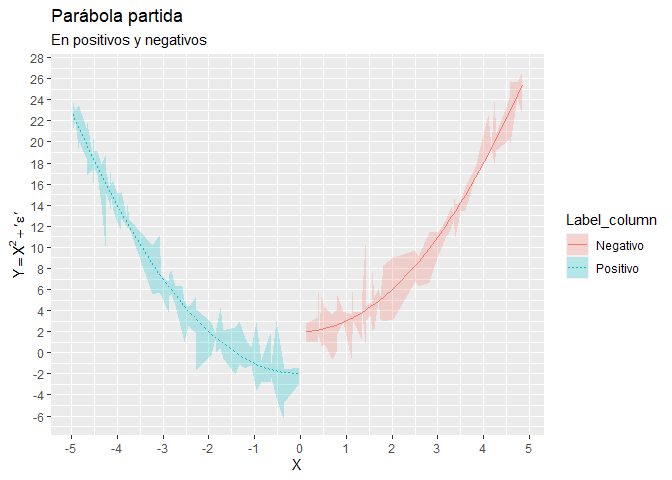 Parábola partida
En positivos y negativos
Y = X² + ′ε′
28
26
24
22
20
18
16
14
12
10
8
6
4
2
0
-2
-4
-6
-5 -4 -3 -2 -1 0 1 2 3 4 5
X
Label_column
Negativo
Positivo